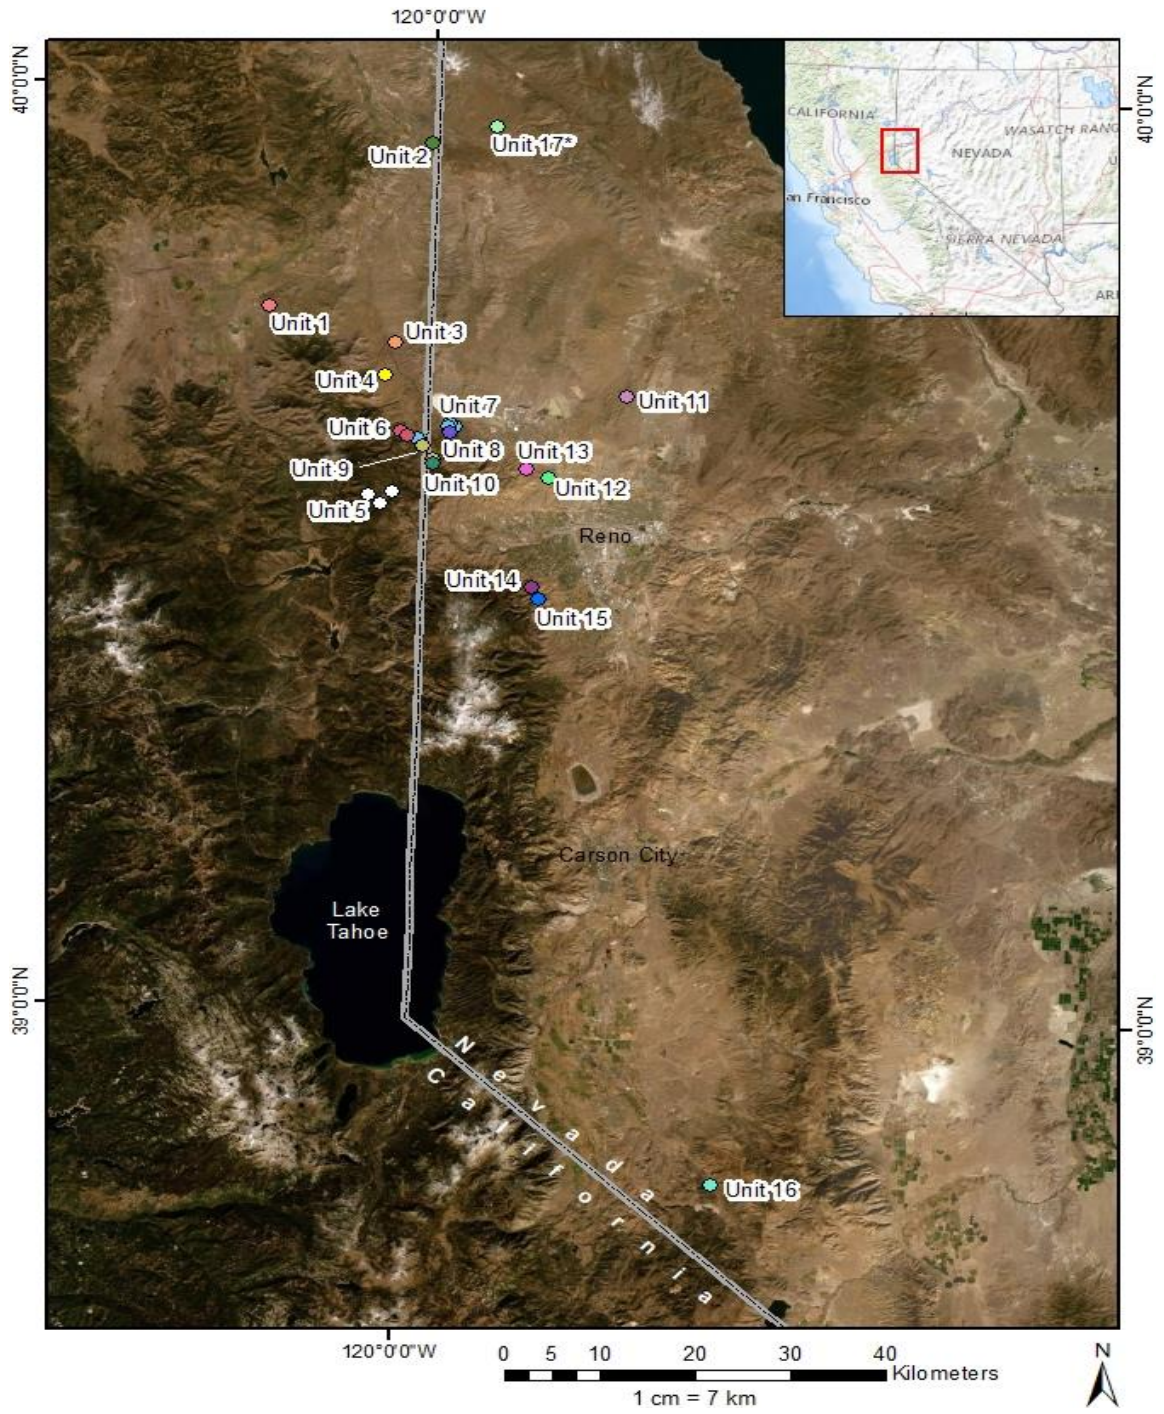 120°0'0"W
40°0'0"N
40°0'0"N
CALIFORNIA
WASATCH RANG
NEVADA
an Francisco
SIERRA NEVADA
ARI
Unit 2
Unit 17*
Unit 1
Unit 3
Unit 4
Unit 11
Unit 7
Unit 6
Unit 8
Unit 13
Unit 9
Unit 10
Unit 12
Unit 5
Reno
Unit 14
Unit 15
Carson City
Lake
Tahoe
39°0'0"N
39°0'0"N
Nevada
California
Unit 16
120°0'0"W
0 5 10 20 30 40
Kilometers
1 cm = 7 km
N